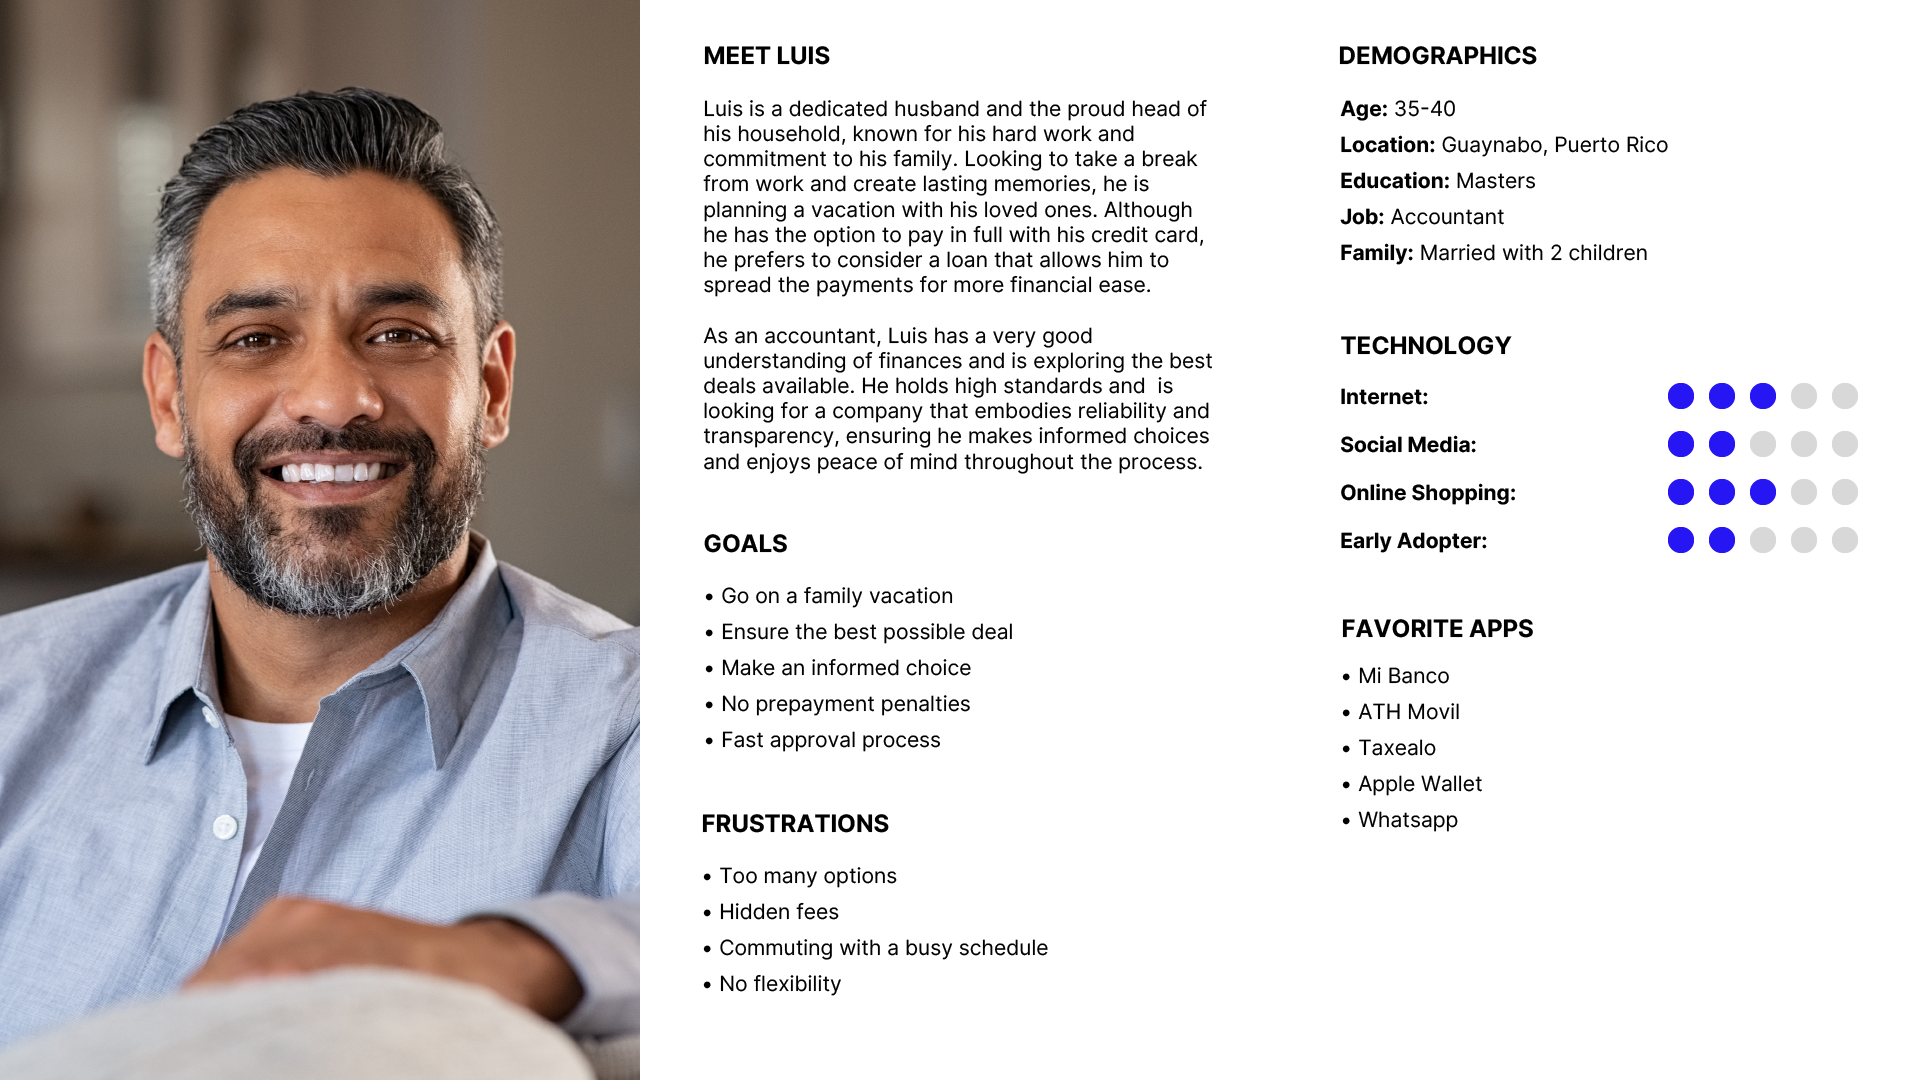 MEET LUIS
Luis is a dedicated husband and the proud head of
his household, known for his hard work and
commitment to his family. Looking to take a break
from work and create lasting memories, he is
planning a vacation with his loved ones. Although
he has the option to pay in full with his credit card,
he prefers to consider a loan that allows him to
spread the payments for more financial ease.
As an accountant, Luis has a very good
understanding of finances and is exploring the best
deals available. He holds high standards and  is
looking for a company that embodies reliability and
transparency, ensuring he makes informed choices
and enjoys peace of mind throughout the process.
GOALS
• Go on a family vacation
• Ensure the best possible deal
• Make an informed choice
• No prepayment penalties
• Fast approval process
FRUSTRATIONS
• Too many options
• Hidden fees
• Commuting with a busy schedule
• No flexibility
DEMOGRAPHICS
Age: 35-40
Location: Guaynabo, Puerto Rico
Education: Masters
Job: Accountant
Family: Married with 2 children
TECHNOLOGY
Internet:
Social Media:
Online Shopping:
Early Adopter:
FAVORITE APPS
• Mi Banco
• ATH Movil
• Taxealo
• Apple Wallet
• Whatsapp